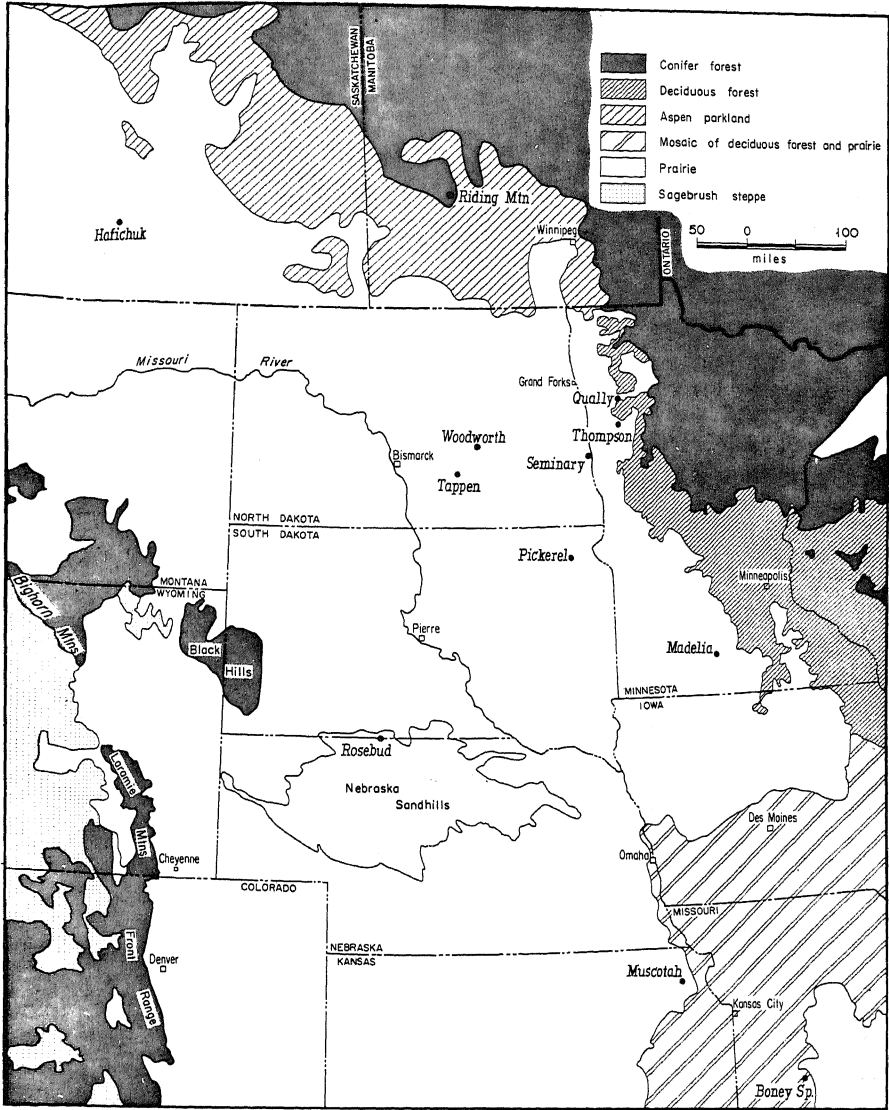 SASKATCHEWAN
MANITOBA
Conifer forest
Deciduous forest
Aspen parkland
Mosaic of deciduous forest and prairie
Prairie
Sagebrush steppe
50 0 100
miles
Riding Mtn
Hafichuk
Winnipeg
ONTARIO
Missouri River
Grand Forks
Qually
Thompson
Woodworth
Bismarck
Seminary
Tappen
NORTH DAKOTA
SOUTH DAKOTA
Pickerel
MONTANA
WYOMING
Bighorn
Mtns
Minneapolis
Black
Hills
Pierre
Madelia
MINNESOTA
IOWA
Rosebud
Laramie
Mtns
Nebraska
Sandhills
Des Moines
Omaha
Cheyenne
COLORADO
MISSOURI
NEBRASKA
KANSAS
Front
Range
Denver
Muscotah
Kansas City
Boney Sp.